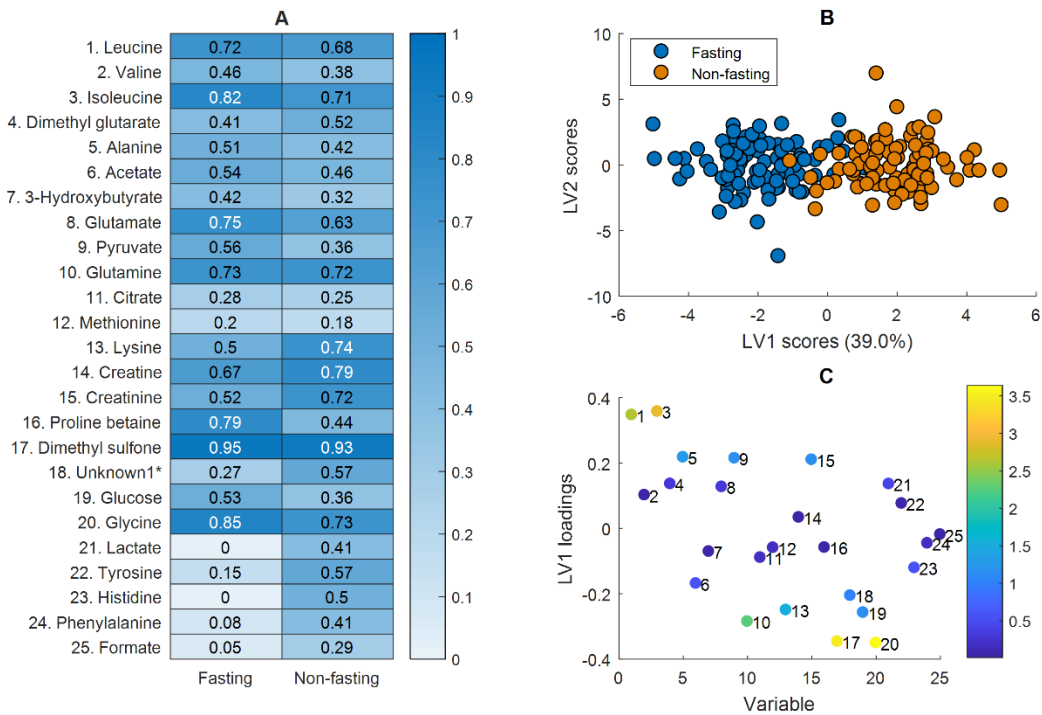 A
1. Leucine 0.72 0.68
2. Valine 0.46 0.38
3. Isoleucine 0.82 0.71
4. Dimethyl glutarate 0.41 0.52
5. Alanine 0.51 0.42
6. Acetate 0.54 0.46
7. 3-Hydroxybutyrate 0.42 0.32
8. Glutamate 0.75 0.63
9. Pyruvate 0.56 0.36
10. Glutamine 0.73 0.72
11. Citrate 0.28 0.25
12. Methionine 0.2 0.18
13. Lysine 0.5 0.74
14. Creatine 0.67 0.79
15. Creatinine 0.52 0.72
16. Proline betaine 0.79 0.44
17. Dimethyl sulfone 0.95 0.93
18. Unknown1* 0.27 0.57
19. Glucose 0.53 0.36
20. Glycine 0.85 0.73
21. Lactate 0 0.41
22. Tyrosine 0.15 0.57
23. Histidine 0 0.5
24. Phenylalanine 0.08 0.41
25. Formate 0.05 0.29
Fasting Non-fasting
1
0.9
0.8
0.7
0.6
0.5
0.4
0.3
0.2
0.1
0
B
Fasting
Non-fasting
10
5
0
-5
-10
LV2 scores
-6 -4 -2 0 2 4 6
LV1 scores (39.0%)
C
0.4
0.2
0
-0.2
-0.4
LV1 loadings
1
3
5
9
15
2
4
8
21
22
14
7
11
12
16
25
24
23
6
18
19
10
13
17
20
0 5 10 15 20 25
Variable
3.5
3
2.5
2
1.5
1
0.5